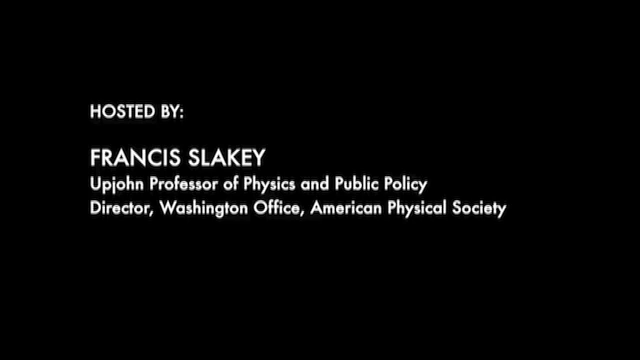 HOSTED BY:
FRANCIS SLAKEY
Upjohn Professor of Physics and Public Policy
Director, Washington Office, American Physical Society